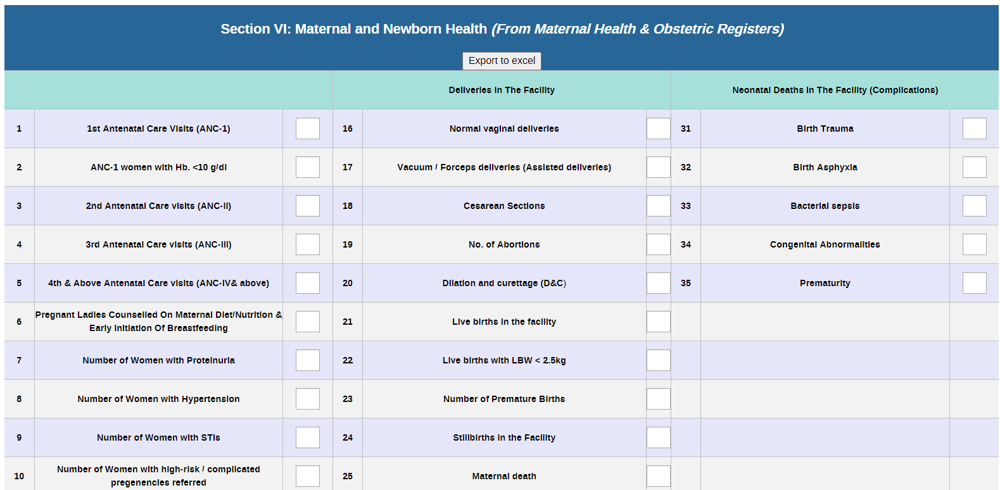 Section VI: Maternal and Newborn Health (From Maternal Health & Obstetric Registers)
Export to excel
Deliveries In The Facility
Neonatal Deaths In The Facility (Complications)
1 1st Antenatal Care Visits (ANC-1) 16 Normal vaginal deliveries 31 Birth Trauma
2 ANC-1 women with Hb. <10 g/dl 17 Vacuum / Forceps deliveries (Assisted deliveries) 32 Birth Asphyxia
3 2nd Antenatal Care visits (ANC-II) 18 Cesarean Sections 33 Bacterial sepsis
4 3rd Antenatal Care visits (ANC-III) 19 No. of Abortions 34 Congenital Abnormalities
5 4th & Above Antenatal Care visits (ANC-IV& above) 20 Dilation and curettage (D&C) 35 Prematurity
6 Pregnant Ladies Counselled On Maternal Diet/Nutrition &
Early Initiation Of Breastfeeding 21 Live births in the facility
7 Number of Women with Proteinuria 22 Live births with LBW < 2.5kg
8 Number of Women with Hypertension 23 Number of Premature Births
9 Number of Women with STIs 24 Stillbirths in the Facility
10 Number of Women with high-risk / complicated
pregenencies referred 25 Maternal death